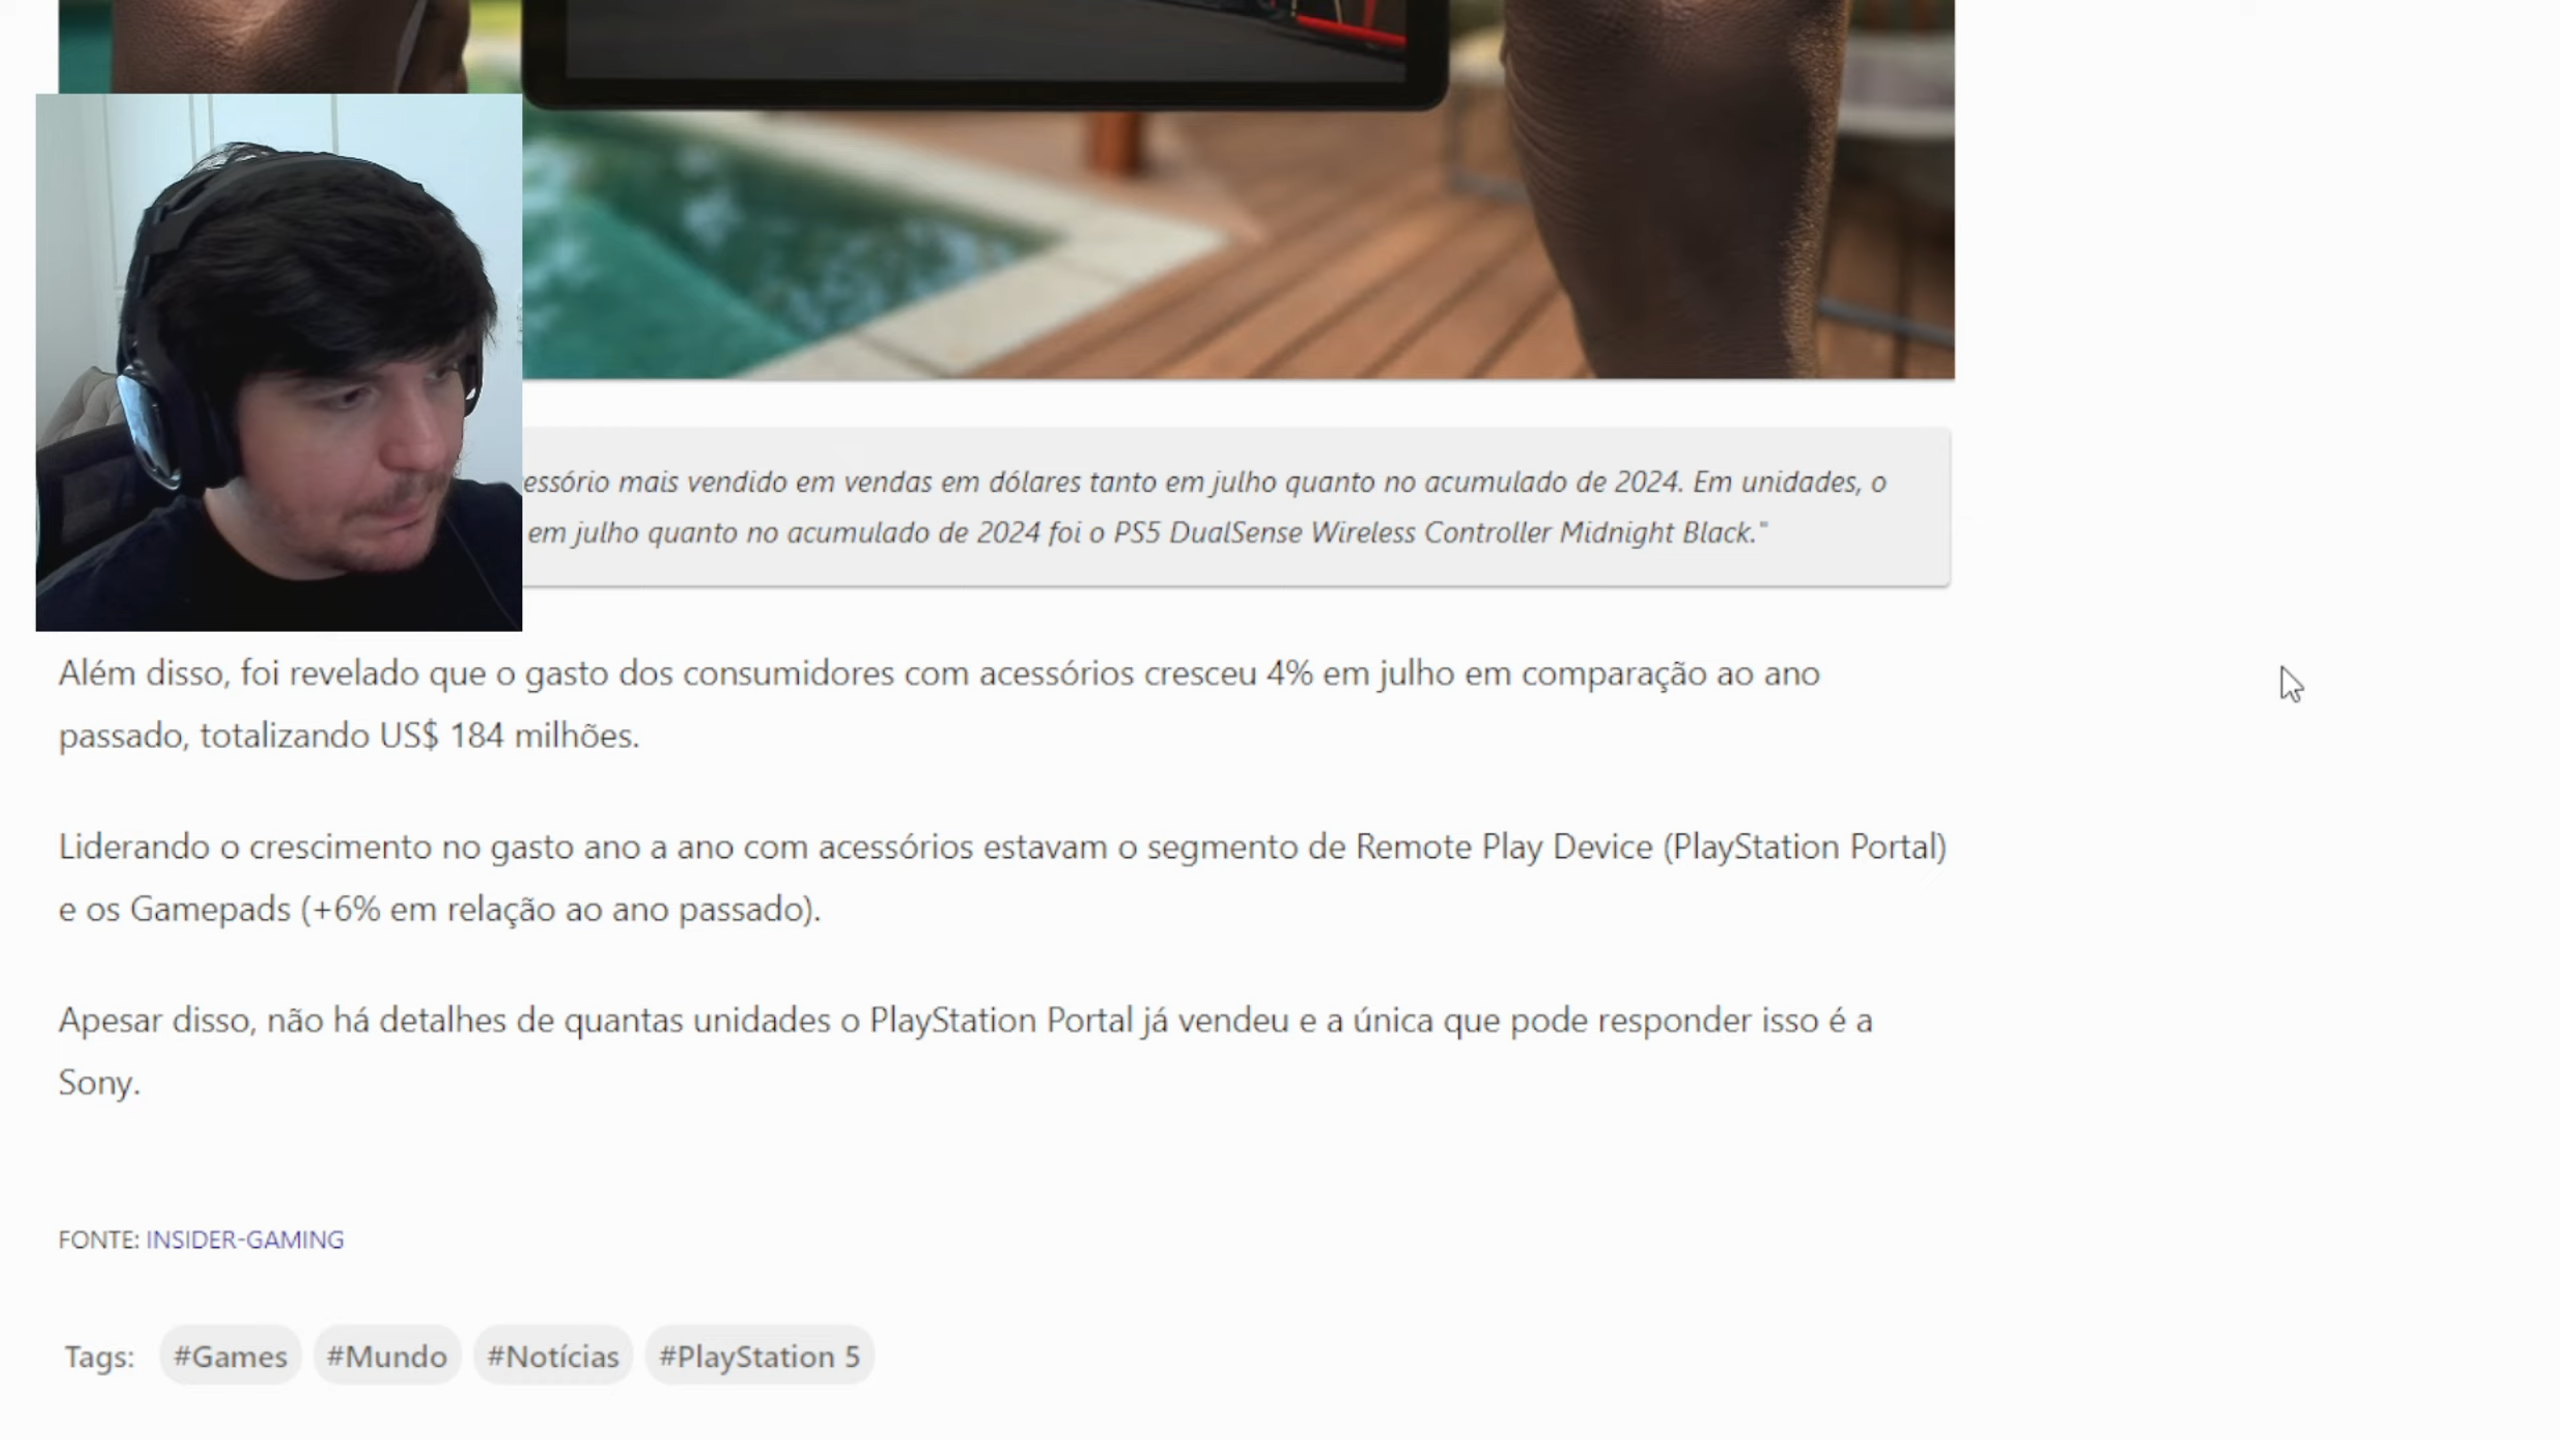 mais vendido em vendas em dólares tanto em julho quanto no acumulado de 2024. Em unidades, o
em julho quanto no acumulado de 2024 foi o PS5 DualSense Wireless Controller Midnight Black."
Além disso, foi revelado que o gasto dos consumidores com acessórios cresceu 4% em julho em comparação ao ano
passado, totalizando US$ 184 milhões.
Liderando o crescimento no gasto ano a ano com acessórios estavam o segmento de Remote Play Device (PlayStation Portal)
e os Gamepads (+6% em relação ao ano passado).
Apesar disso, não há detalhes de quantas unidades o PlayStation Portal já vendeu e a única que pode responder isso é a
Sony.
FONTE: INSIDER-GAMING
Tags: #Games #Mundo #Notícias #PlayStation 5